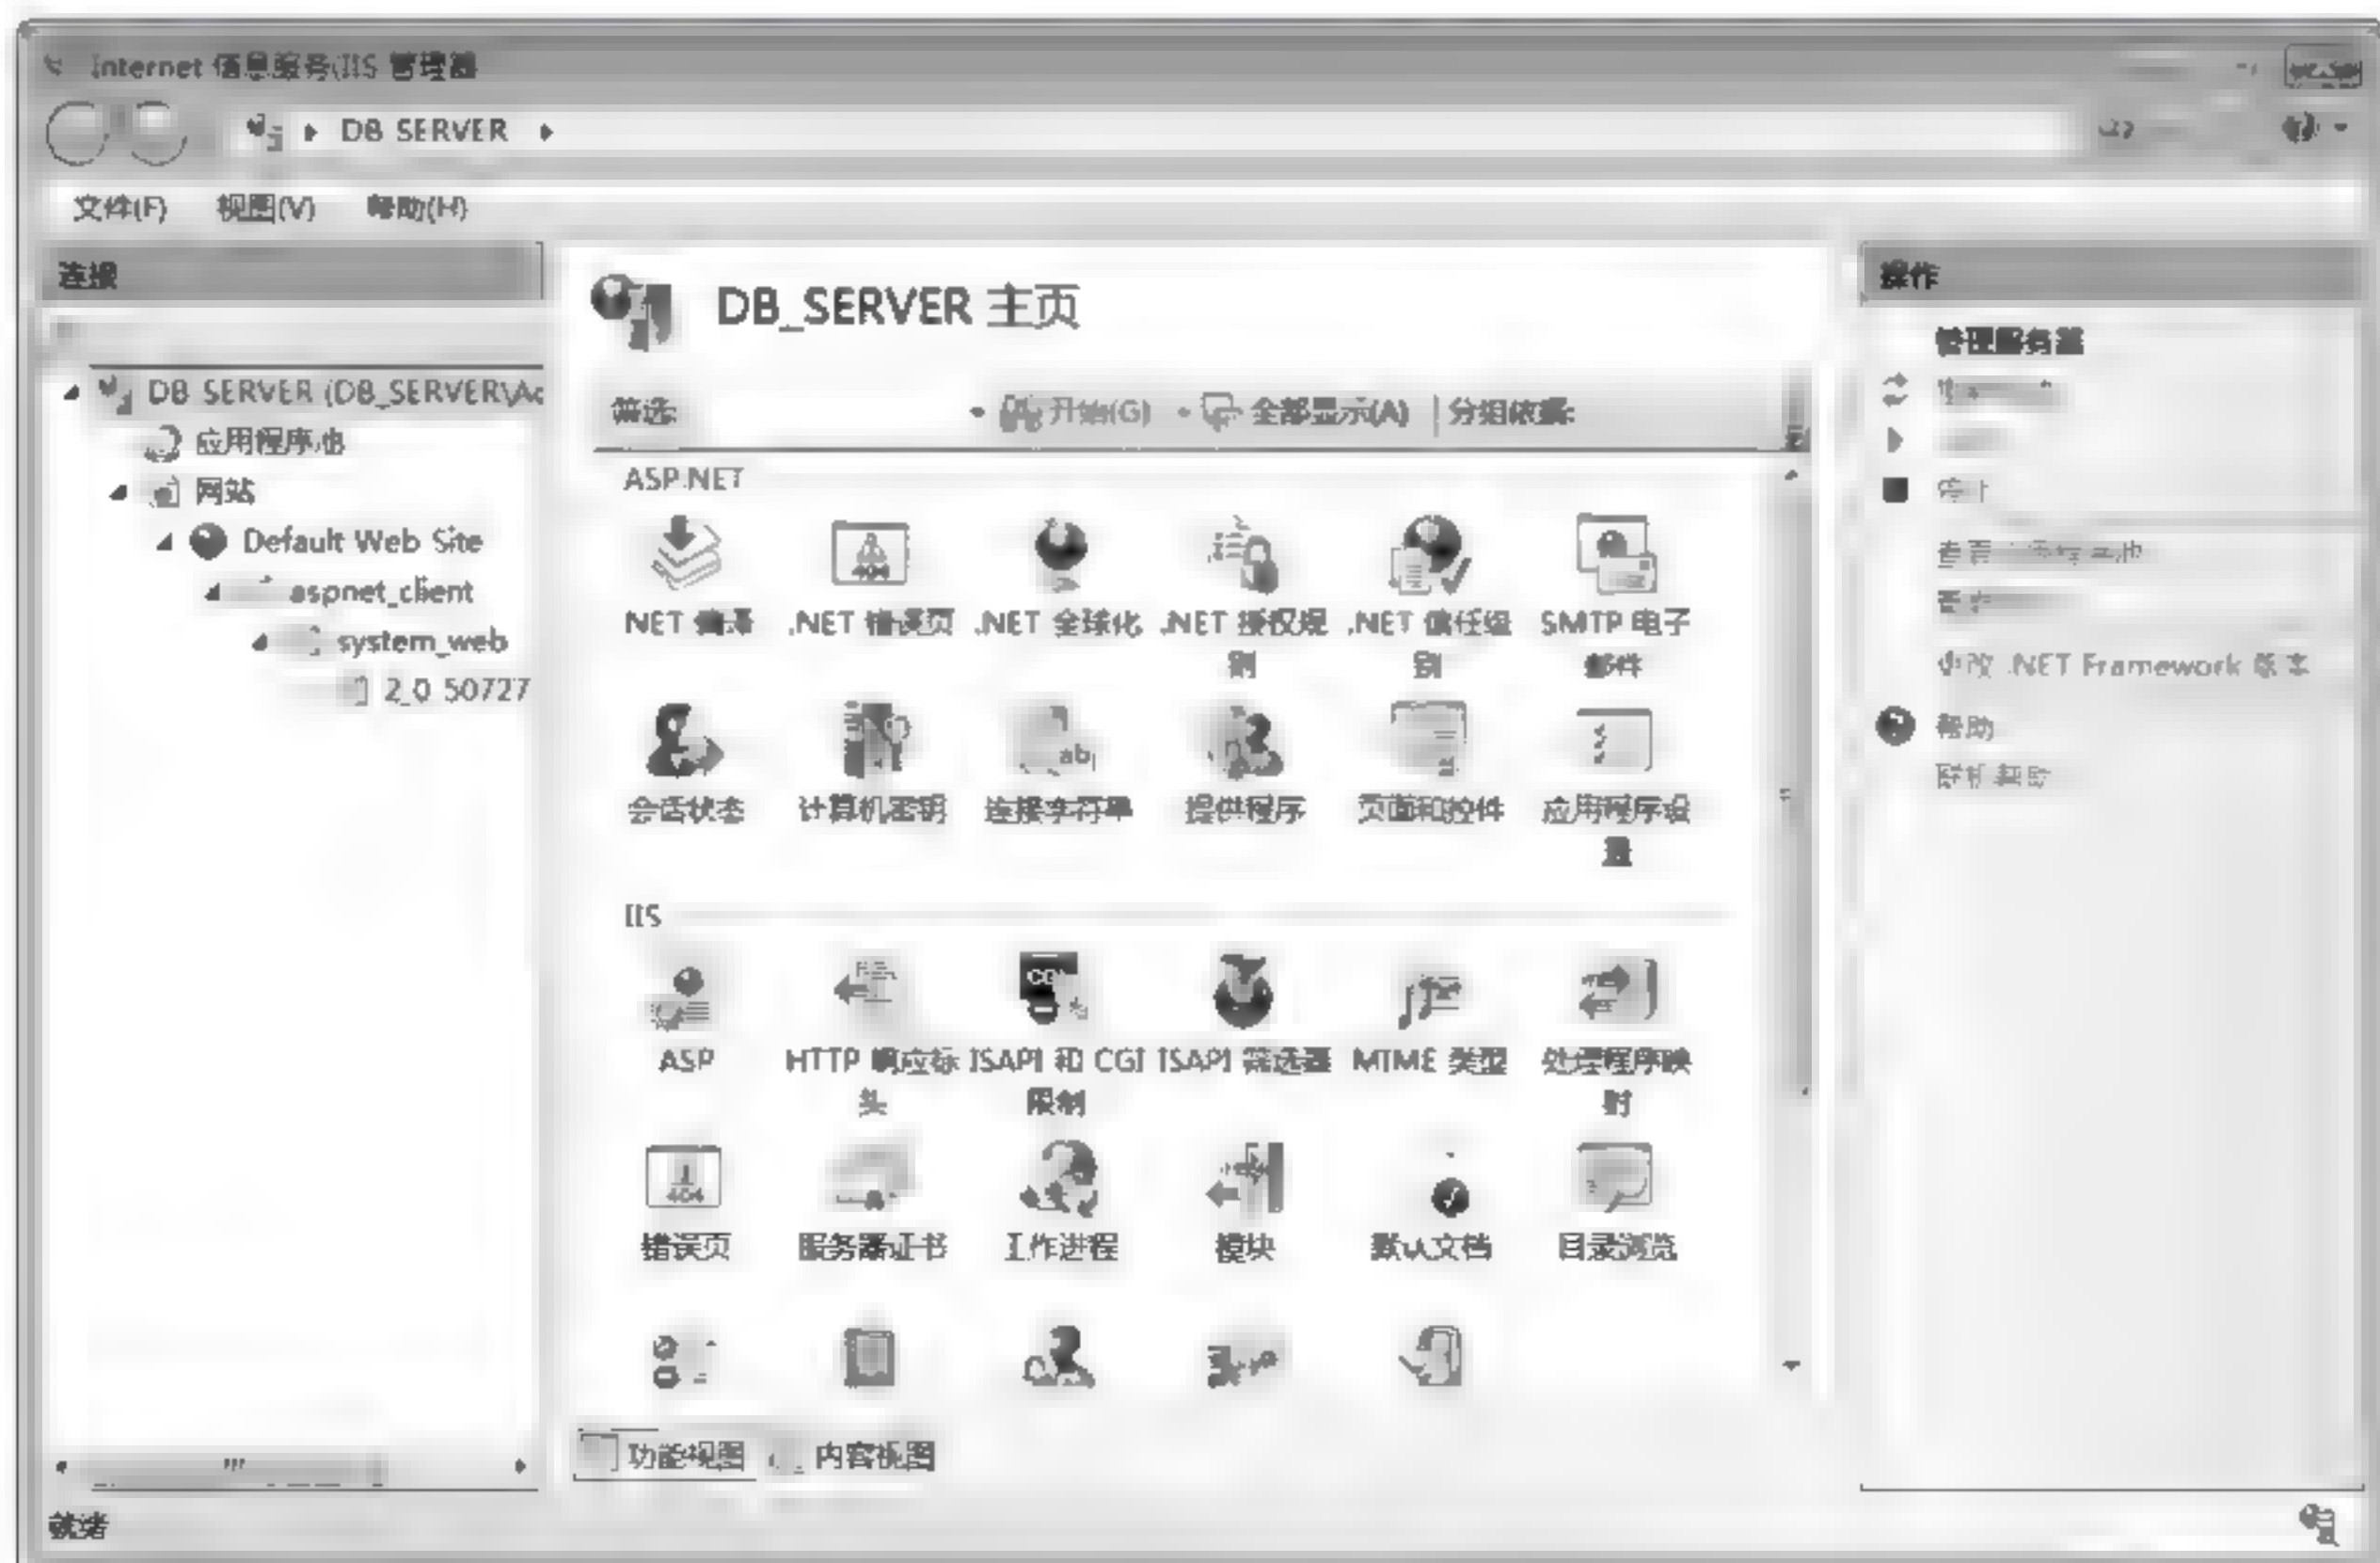 Internet 信息服务(IIS 管理器
DB SERVER
文件(F) 视图(V) 帮助(H)
连接
DB SERVER (DB_SERVER\Ac
应用程序池
网站
Default Web Site
aspnet_client
system_web
2_0 50727
DB_SERVER 主页
筛选: 开始(G) 全部显示(A) 分组依据:
ASP.NET
.NET 编译 .NET 错误页 .NET 全球化 .NET 授权规则 .NET 信任级别 SMTP 电子邮件
会话状态 计算机密钥 连接字符串 提供程序 页面和控件 应用程序设置
IIS
ASP HTTP 响应标头 ISAPI 和 CGI 限制 ISAPI 筛选器 MIME 类型 处理程序映射
错误页 服务器证书 工作进程 模块 默认文档 目录浏览
功能视图 内容视图
操作
管理服务器
停止
.NET Framework 版本
帮助
联机帮助
就绪